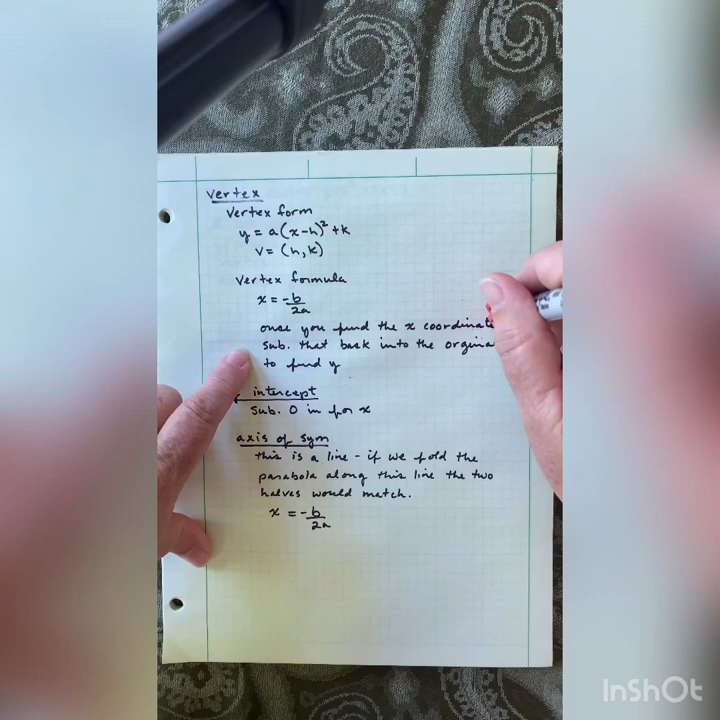 Vertex
Vertex form
y = a(x-h)² + k
V = (h, k)
Vertex formula
x = -b/2a
once you find the x coordinate
sub. that back into the orgina
to find y
intercept
sub. 0 in for x
axis of sym
this is a line - if we fold the
parabola along this line the two
halves would match.
x = -b/2a
InShOt